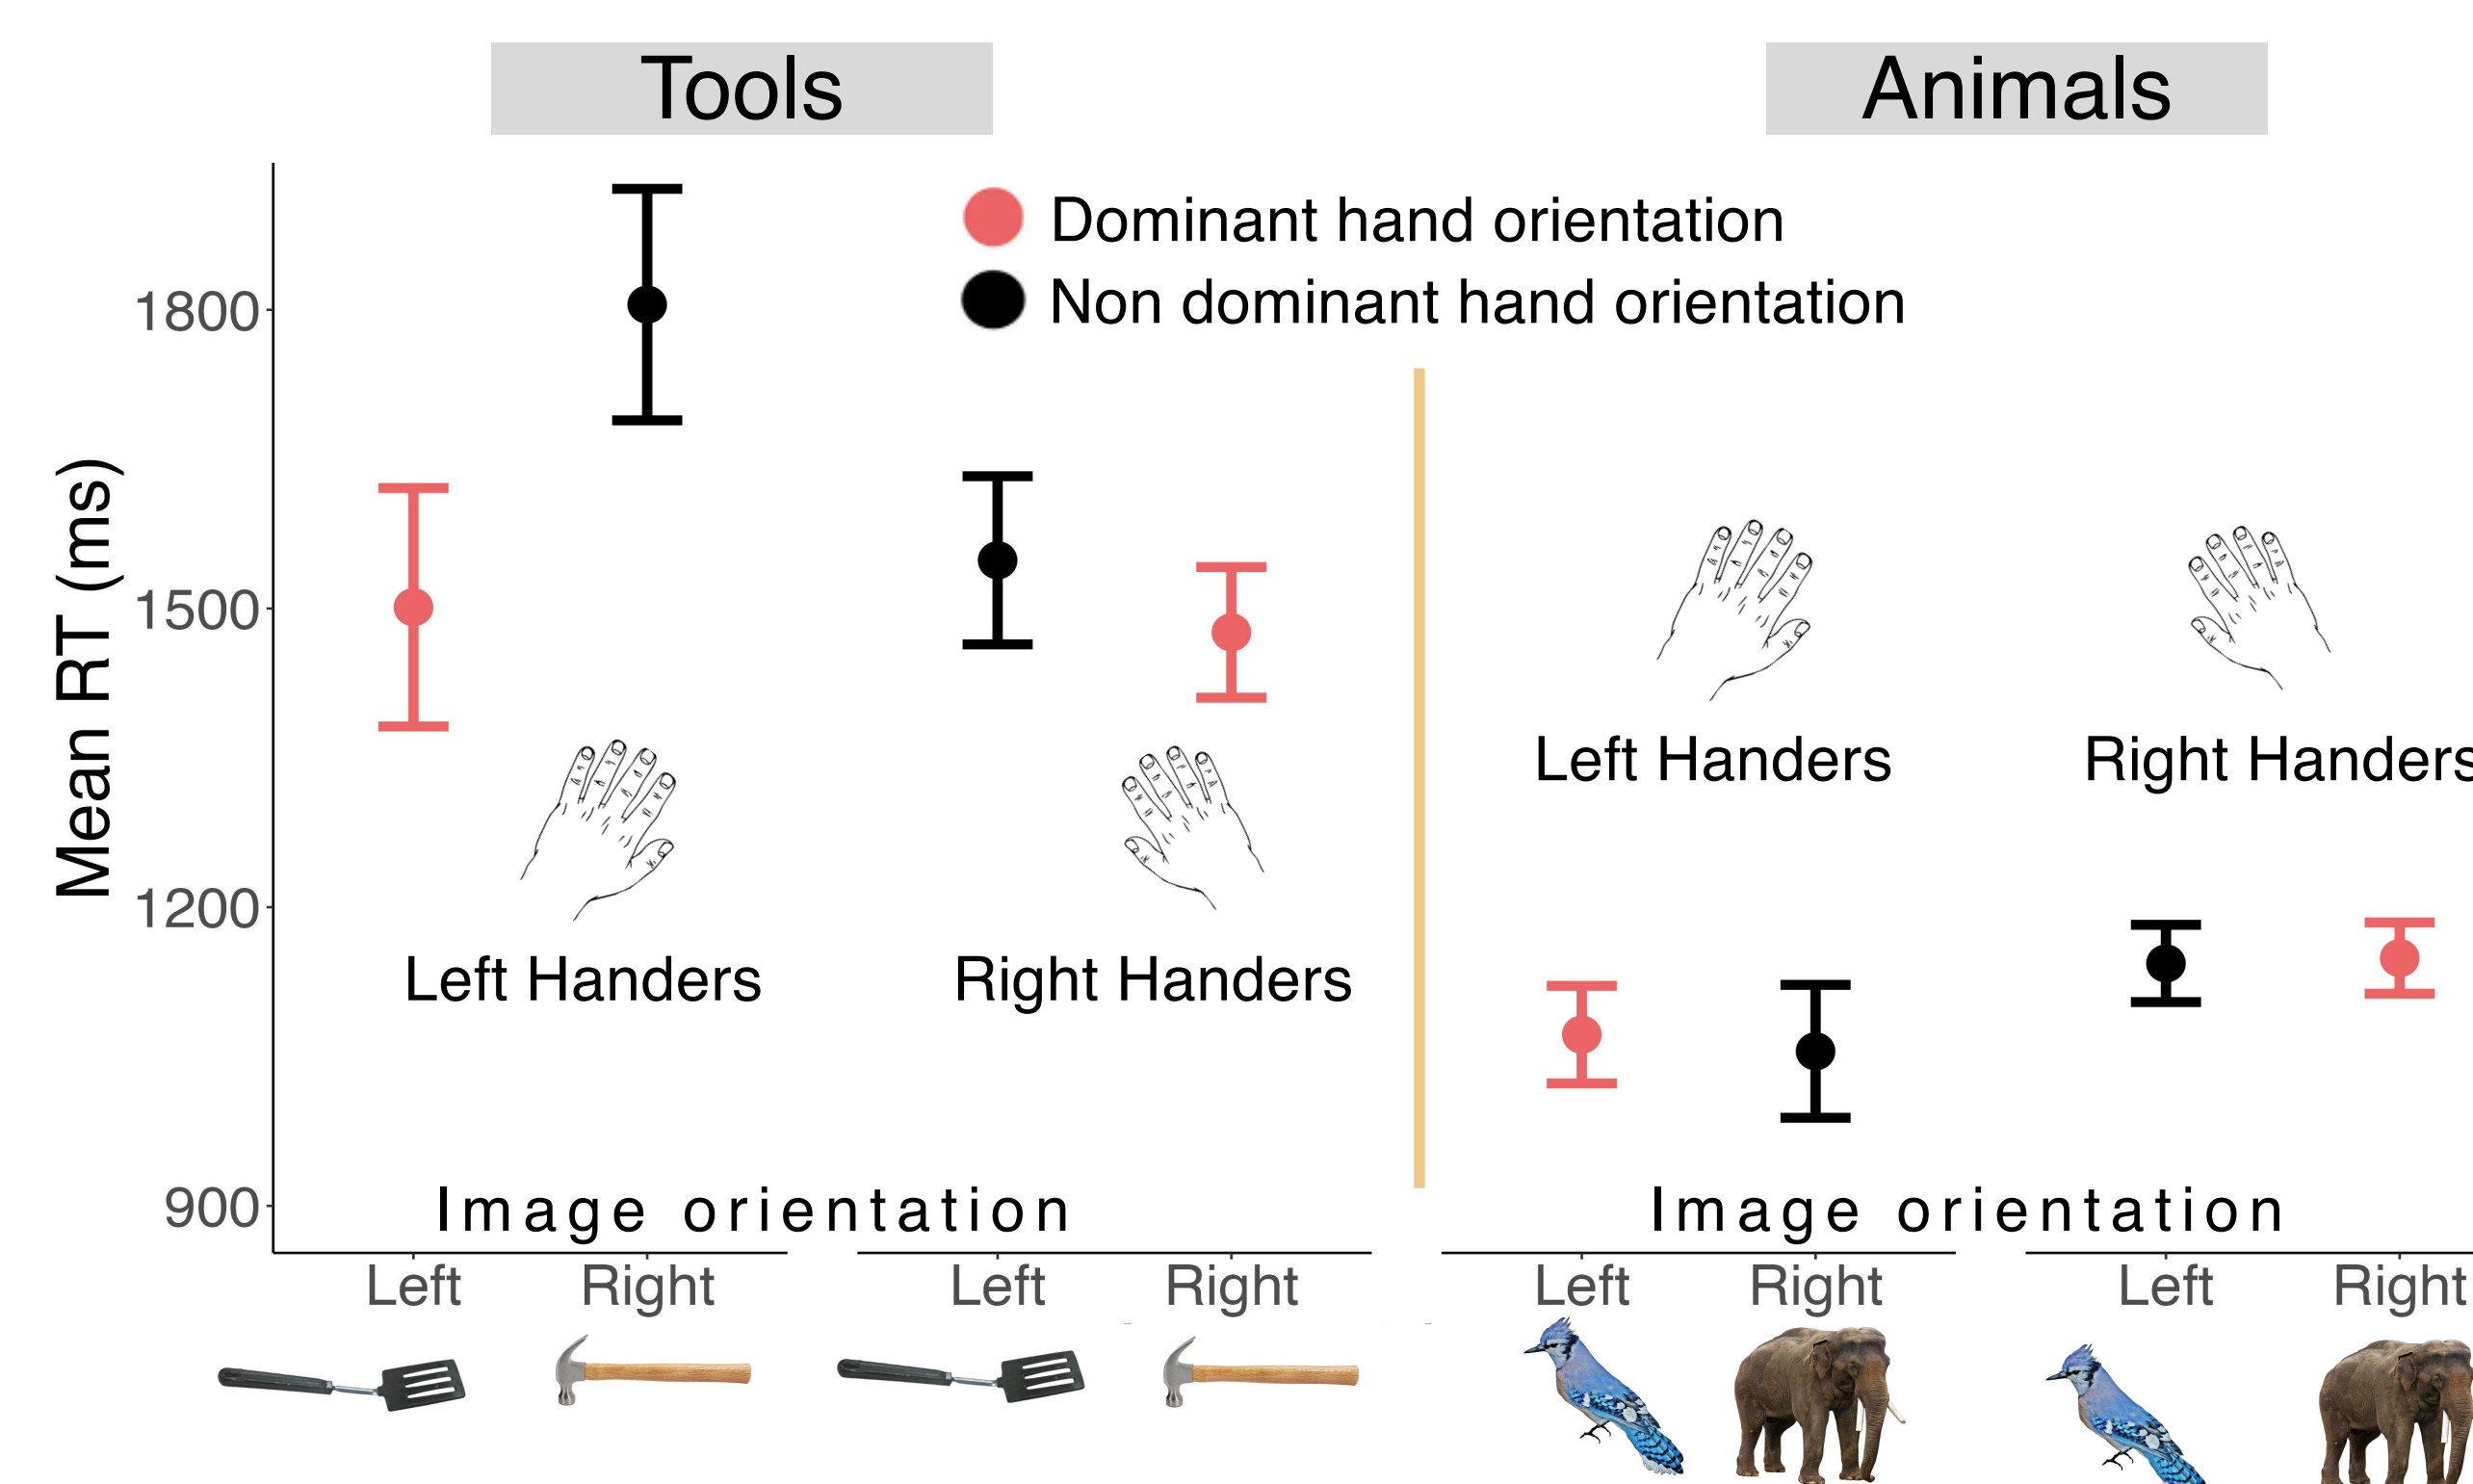 Tools
Animals
Dominant hand orientation
Non dominant hand orientation
Mean RT (ms)
1800
1500
1200
900
Left Handers
Right Handers
Left Handers
Right Handers
Image orientation
Image orientation
Left
Right
Left
Right
Left
Right
Left
Right